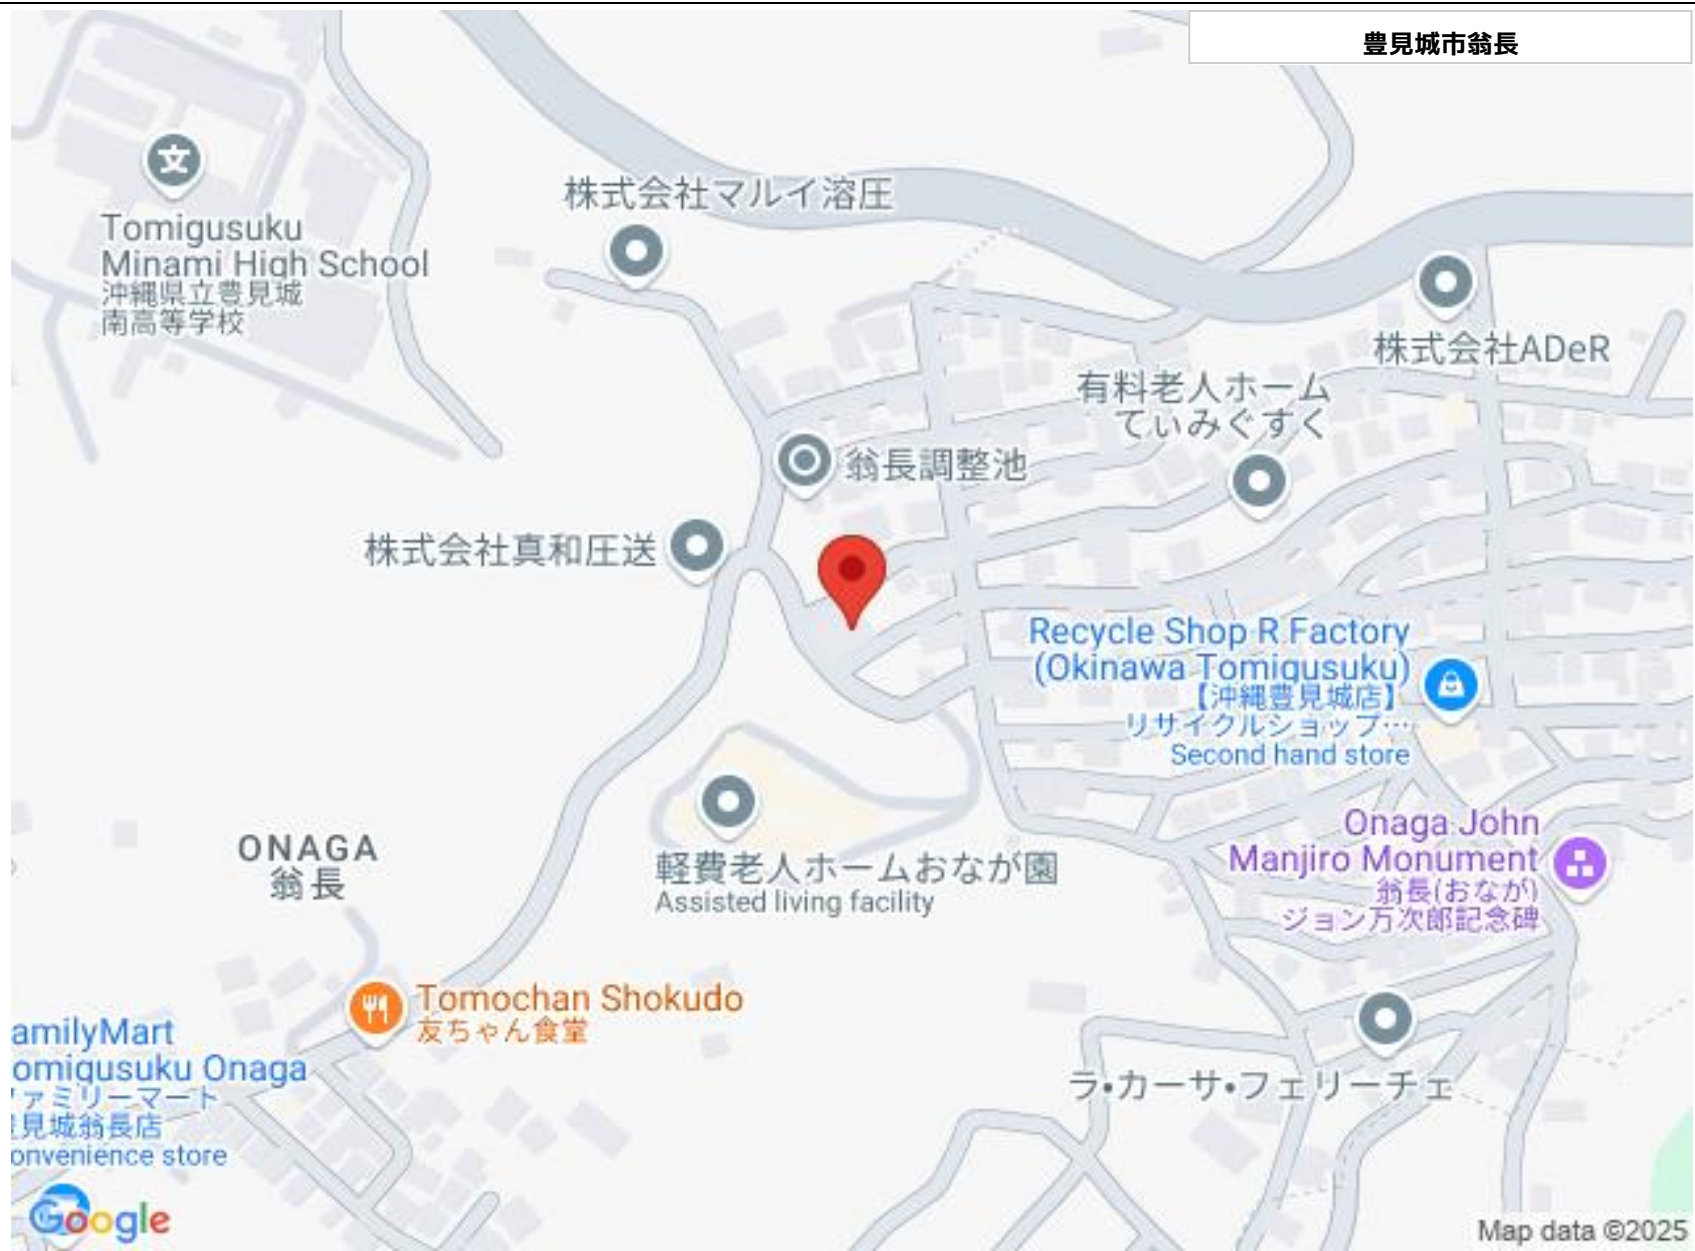 豊見城市翁長
Tomigusuku
Minami High School
沖縄県立豊見城
南高等学校
株式会社マルイ溶圧
株式会社ADeR
有料老人ホーム
ていみぐすく
翁長調整池
株式会社真和圧送
Recycle Shop R Factory
(Okinawa Tomigusuku)
【沖縄豊見城店】
リサイクルショップ…
Second hand store
Onaga John
Manjiro Monument
翁長(おなが)
ジョン万次郎記念碑
ONAGA
翁長
軽費老人ホームおなが園
Assisted living facility
Tomochan Shokudo
友ちゃん食堂
amilyMart
omigusuku Onaga
ァミリーマート
見城翁長店
onvenience store
ラ・カーサ・フェリーチェ
Google
Map data ©2025